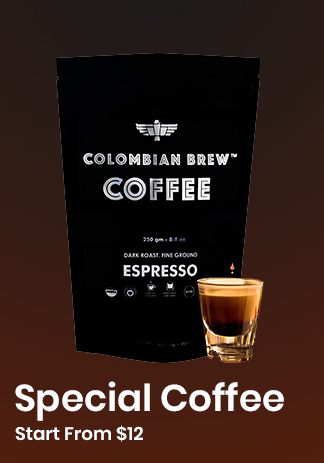 COLOMBIAN BREW™
COFFEE
250 gm • 8.8 oz
DARK ROAST, FINE GROUND
ESPRESSO
Special Coffee
Start From $12